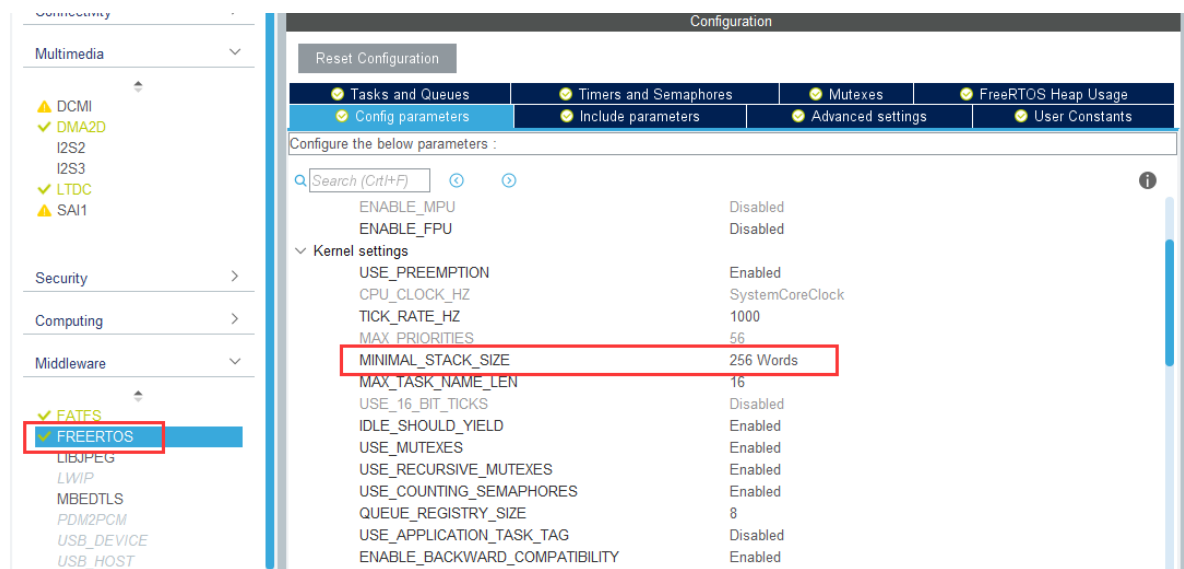 Connectivity
Multimedia
DCMI
DMA2D
I2S2
I2S3
LTDC
SAI1
Security
Computing
Middleware
FATFS
FREERTOS
LIBJPEG
LWIP
MBEDTLS
PDM2PCM
USB_DEVICE
USB_HOST
Configuration
Reset Configuration
Tasks and Queues Timers and Semaphores Mutexes FreeRTOS Heap Usage
Config parameters Include parameters Advanced settings User Constants
Configure the below parameters :
Search (Crtl+F)
ENABLE_MPU Disabled
ENABLE_FPU Disabled
Kernel settings
USE_PREEMPTION Enabled
CPU_CLOCK_HZ SystemCoreClock
TICK_RATE_HZ 1000
MAX_PRIORITIES 56
MINIMAL_STACK_SIZE 256 Words
MAX_TASK_NAME_LEN 16
USE_16_BIT_TICKS Disabled
IDLE_SHOULD_YIELD Enabled
USE_MUTEXES Enabled
USE_RECURSIVE_MUTEXES Enabled
USE_COUNTING_SEMAPHORES Enabled
QUEUE_REGISTRY_SIZE 8
USE_APPLICATION_TASK_TAG Disabled
ENABLE_BACKWARD_COMPATIBILITY Enabled